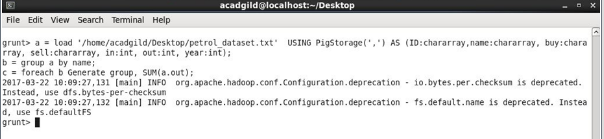 acadgild@localhost:~/Desktop
File Edit View Search Terminal Help
grunt> a = load '/home/acadgild/Desktop/petrol_dataset.txt'  USING PigStorage(',') AS (ID:chararray,name:chararray, buy:chara
rray, sell:chararray, in:int, out:int, year:int);
b = group a by name;
c = foreach b Generate group, SUM(a.out);
2017-03-22 10:09:27,131 [main] INFO  org.apache.hadoop.conf.Configuration.deprecation - io.bytes.per.checksum is deprecated.
Instead, use dfs.bytes-per-checksum
2017-03-22 10:09:27,132 [main] INFO  org.apache.hadoop.conf.Configuration.deprecation - fs.default.name is deprecated. Instea
d, use fs.defaultFS
grunt>